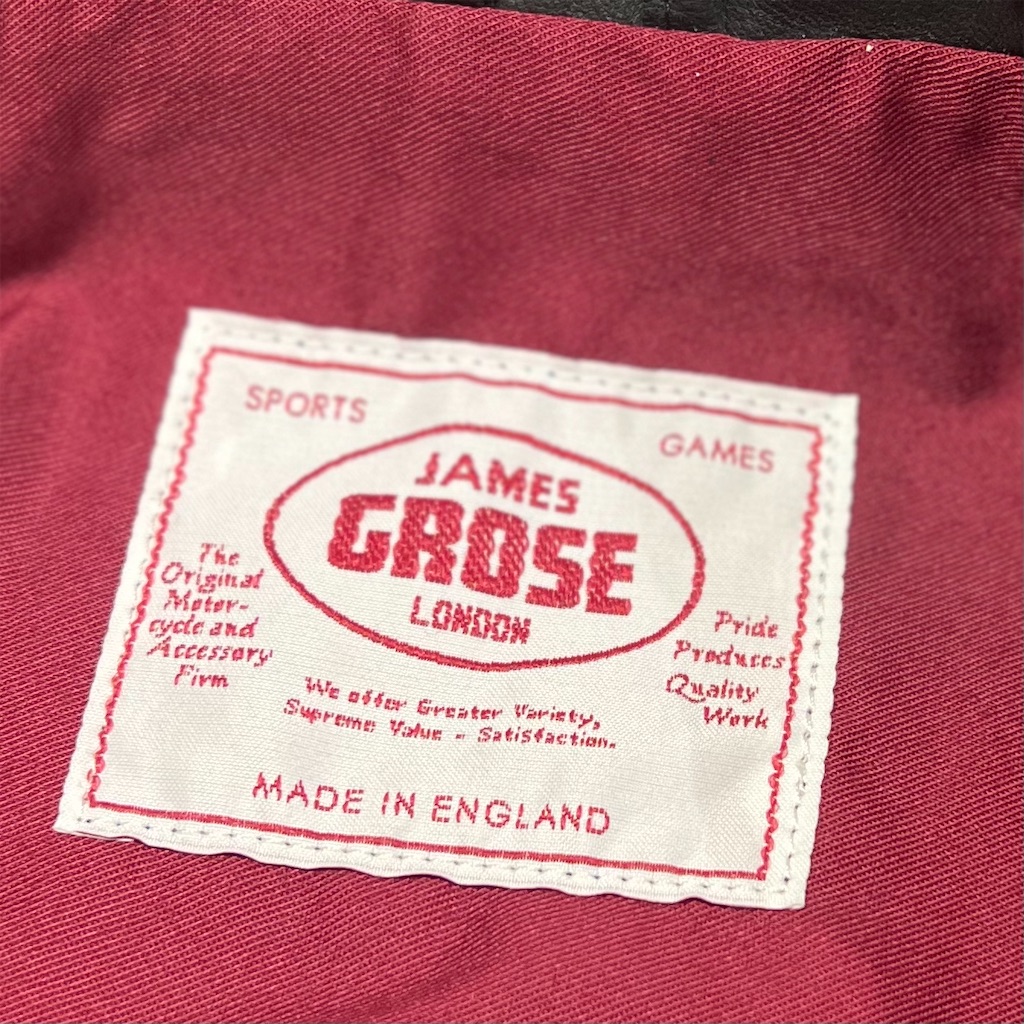 SPORTS
GAMES
JAMES
GROSE
LONDON
The
Original
Motor-
cycle and
Accessory
Firm
Pride
Produces
Quality
Work
We offer Greater Variety,
Supreme Value - Satisfaction.
MADE IN ENGLAND